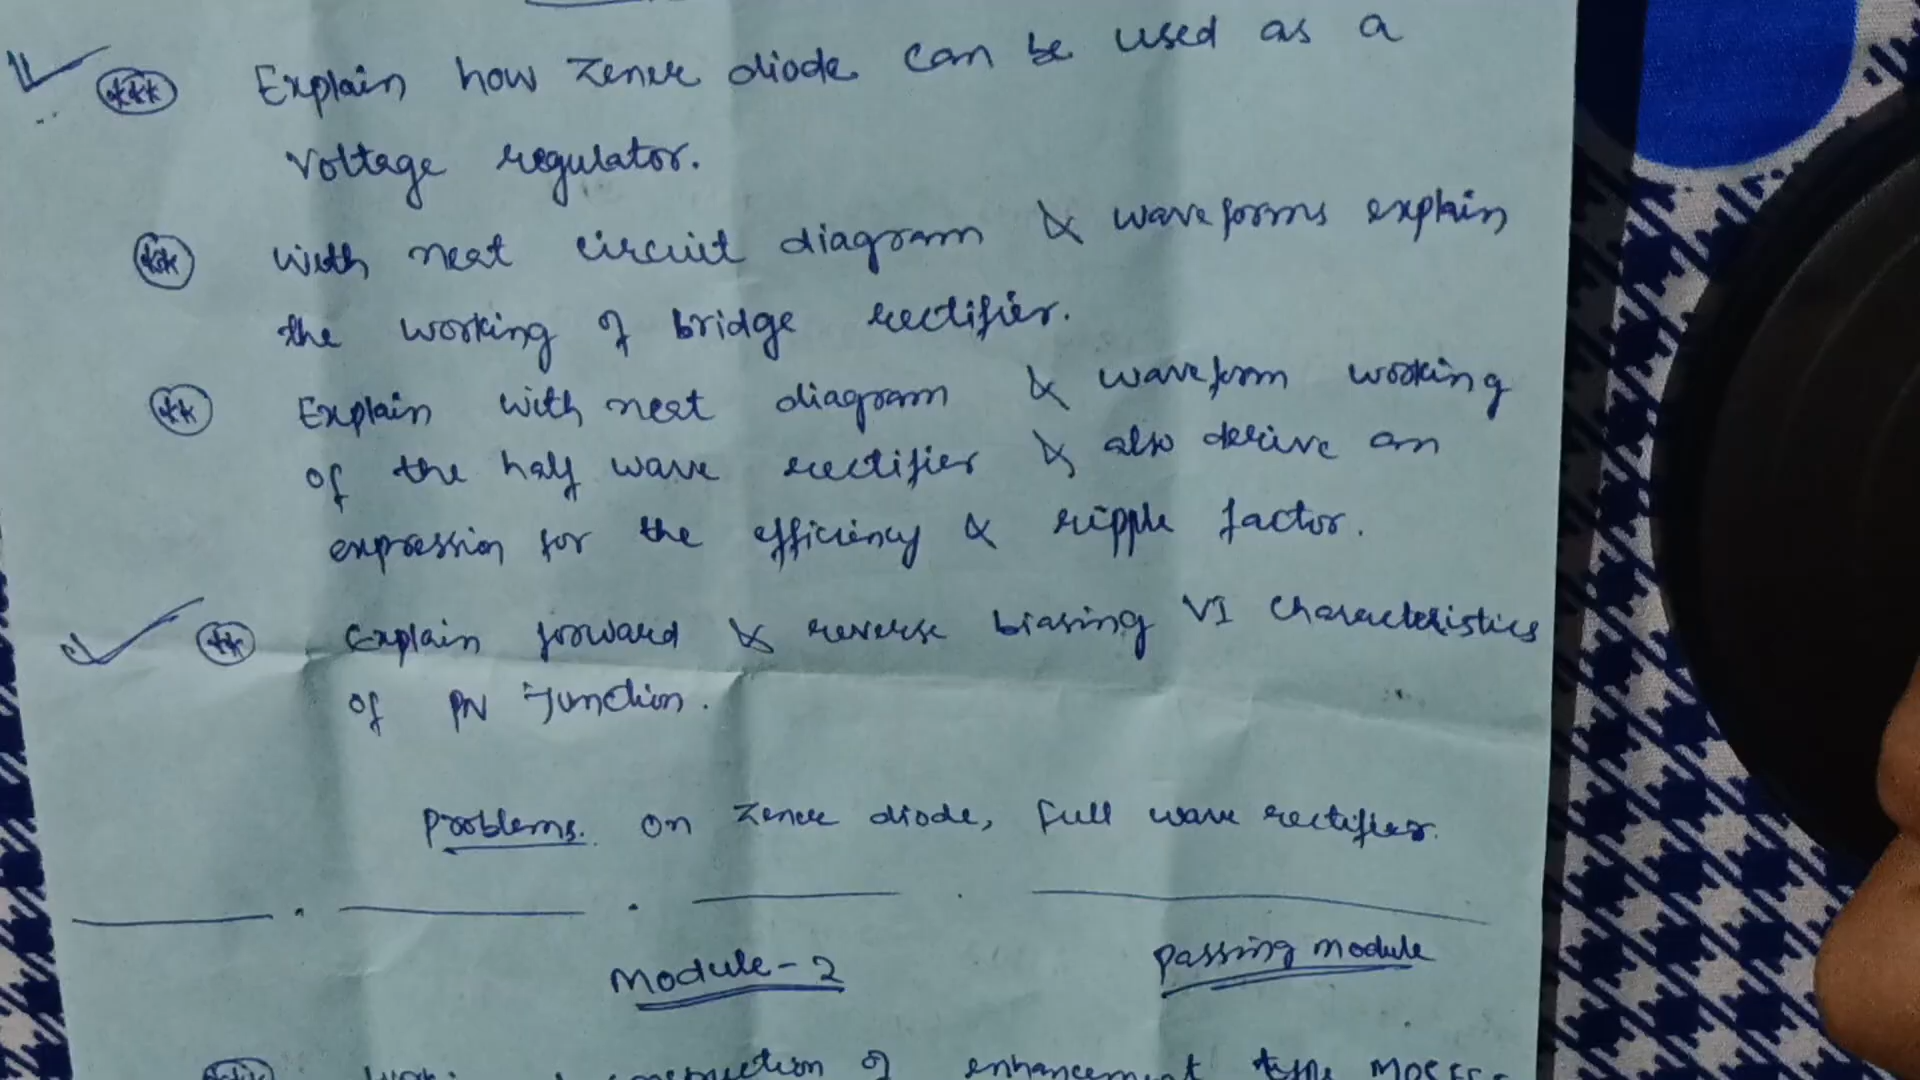 *** Explain how Zener diode can be used as a
Voltage regulator.
** With neat circuit diagram & waveforms explain
the working of bridge rectifier.
** Explain with neat diagram & waveform working
of the half wave rectifier & also derive an
expression for the efficiency & ripple factor.
** Explain forward & reverse biasing VI characteristics
of PN Junction.
Problems. on Zener diode, full wave rectifier.
Module-2 Passing module
of enhancement type